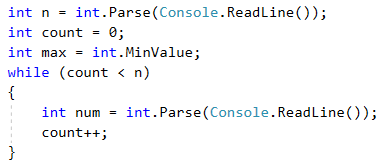 int n = int.Parse(Console.ReadLine());
int count = 0;
int max = int.MinValue;
while (count < n)
{
    int num = int.Parse(Console.ReadLine());
    count++;
}